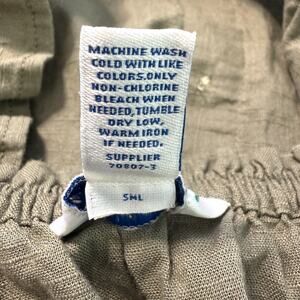 MACHINE WASH
COLD WITH LIKE
COLORS.ONLY
NON-CHLORINE
BLEACH WHEN
NEEDED,TUMBLE
DRY LOW,
WARM IRON
IF NEEDED.
SUPPLIER
70807-3
SML